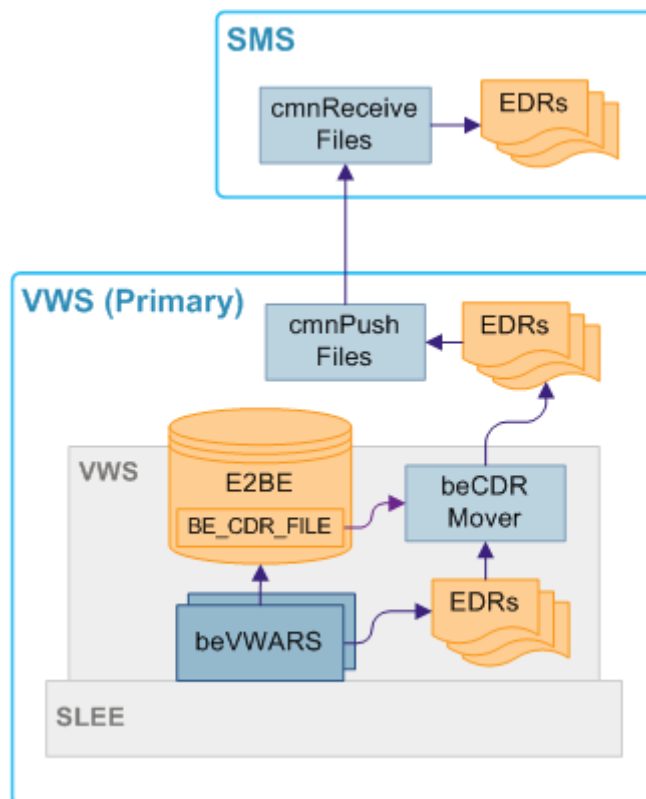 SMS
cmnReceive
Files
EDRs
VWS (Primary)
cmnPush
Files
EDRs
VWS
E2BE
BE_CDR_FILE
beCDR
Mover
beVWARS
EDRs
SLEE